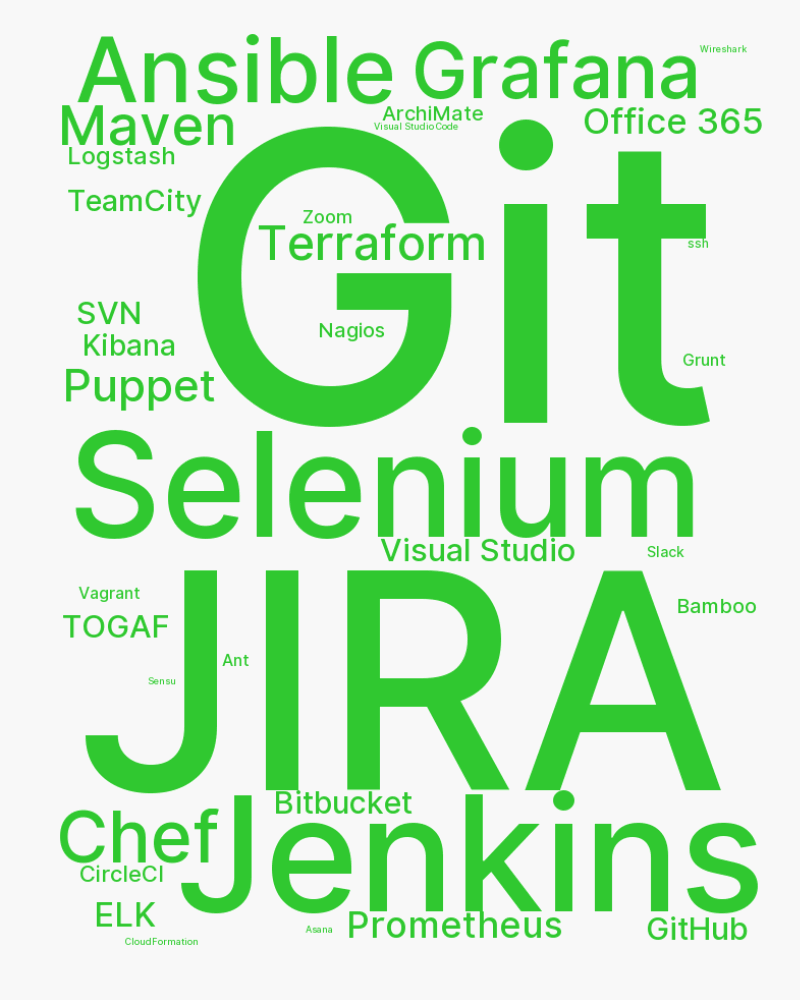 Ansible
Grafana
Wireshark
Maven
ArchiMate
Visual Studio Code
Office 365
Logstash
TeamCity
Git
Zoom
Terraform
ssh
SVN
Nagios
Kibana
Grunt
Puppet
Selenium
Visual Studio
Slack
JIRA
Vagrant
Bamboo
TOGAF
Ant
Sensu
Bitbucket
Chef
Jenkins
CircleCI
ELK
Prometheus
Asana
GitHub
CloudFormation